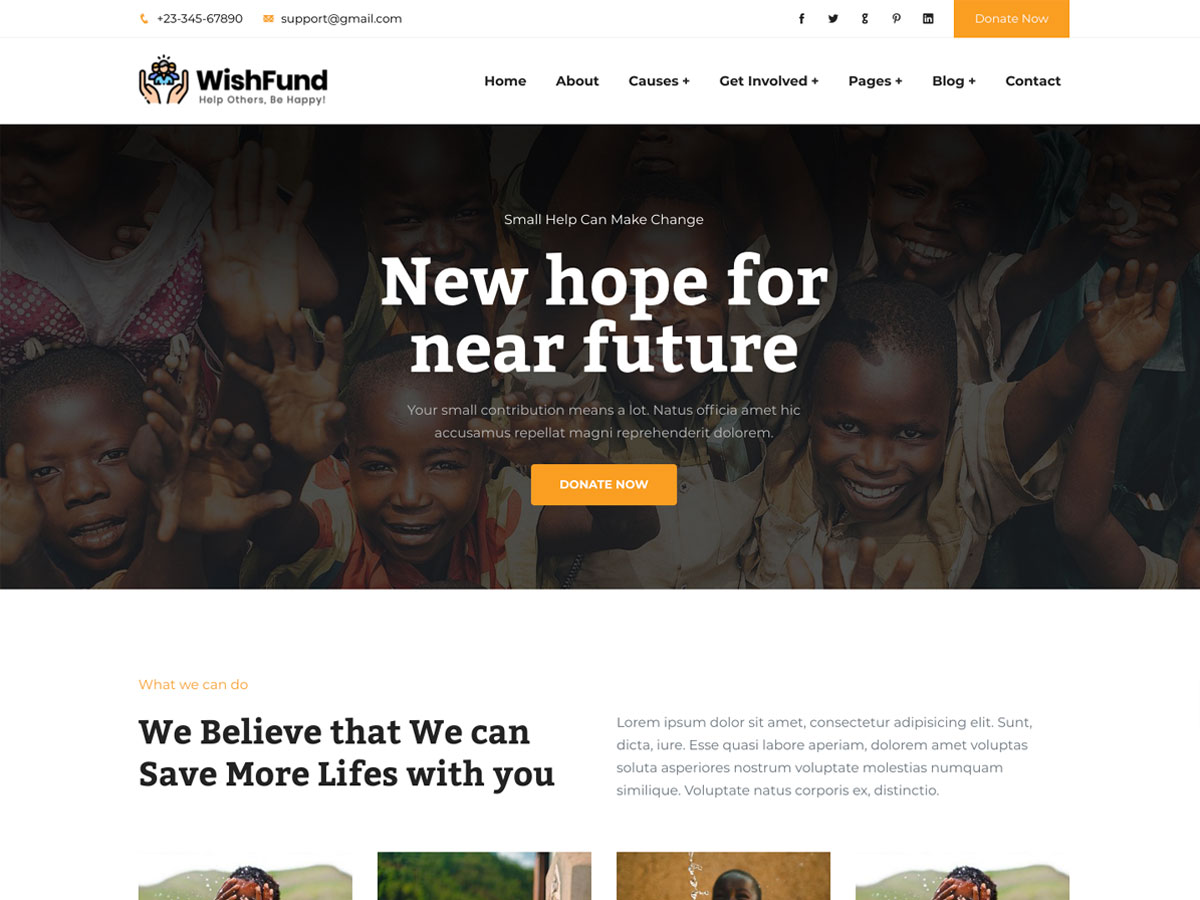 +23-345-67890 support@gmail.com Donate Now
WishFund
Help Others, Be Happy!
Home About Causes + Get Involved + Pages + Blog + Contact
Small Help Can Make Change
New hope for
near future
Your small contribution means a lot. Natus officia amet hic
accusamus repellat magni reprehenderit dolorem.
DONATE NOW
What we can do
We Believe that We can
Save More Lifes with you
Lorem ipsum dolor sit amet, consectetur adipisicing elit. Sunt,
dicta, iure. Esse quasi labore aperiam, dolorem amet voluptas
soluta asperiores nostrum voluptate molestias numquam
similique. Voluptate natus corporis ex, distinctio.